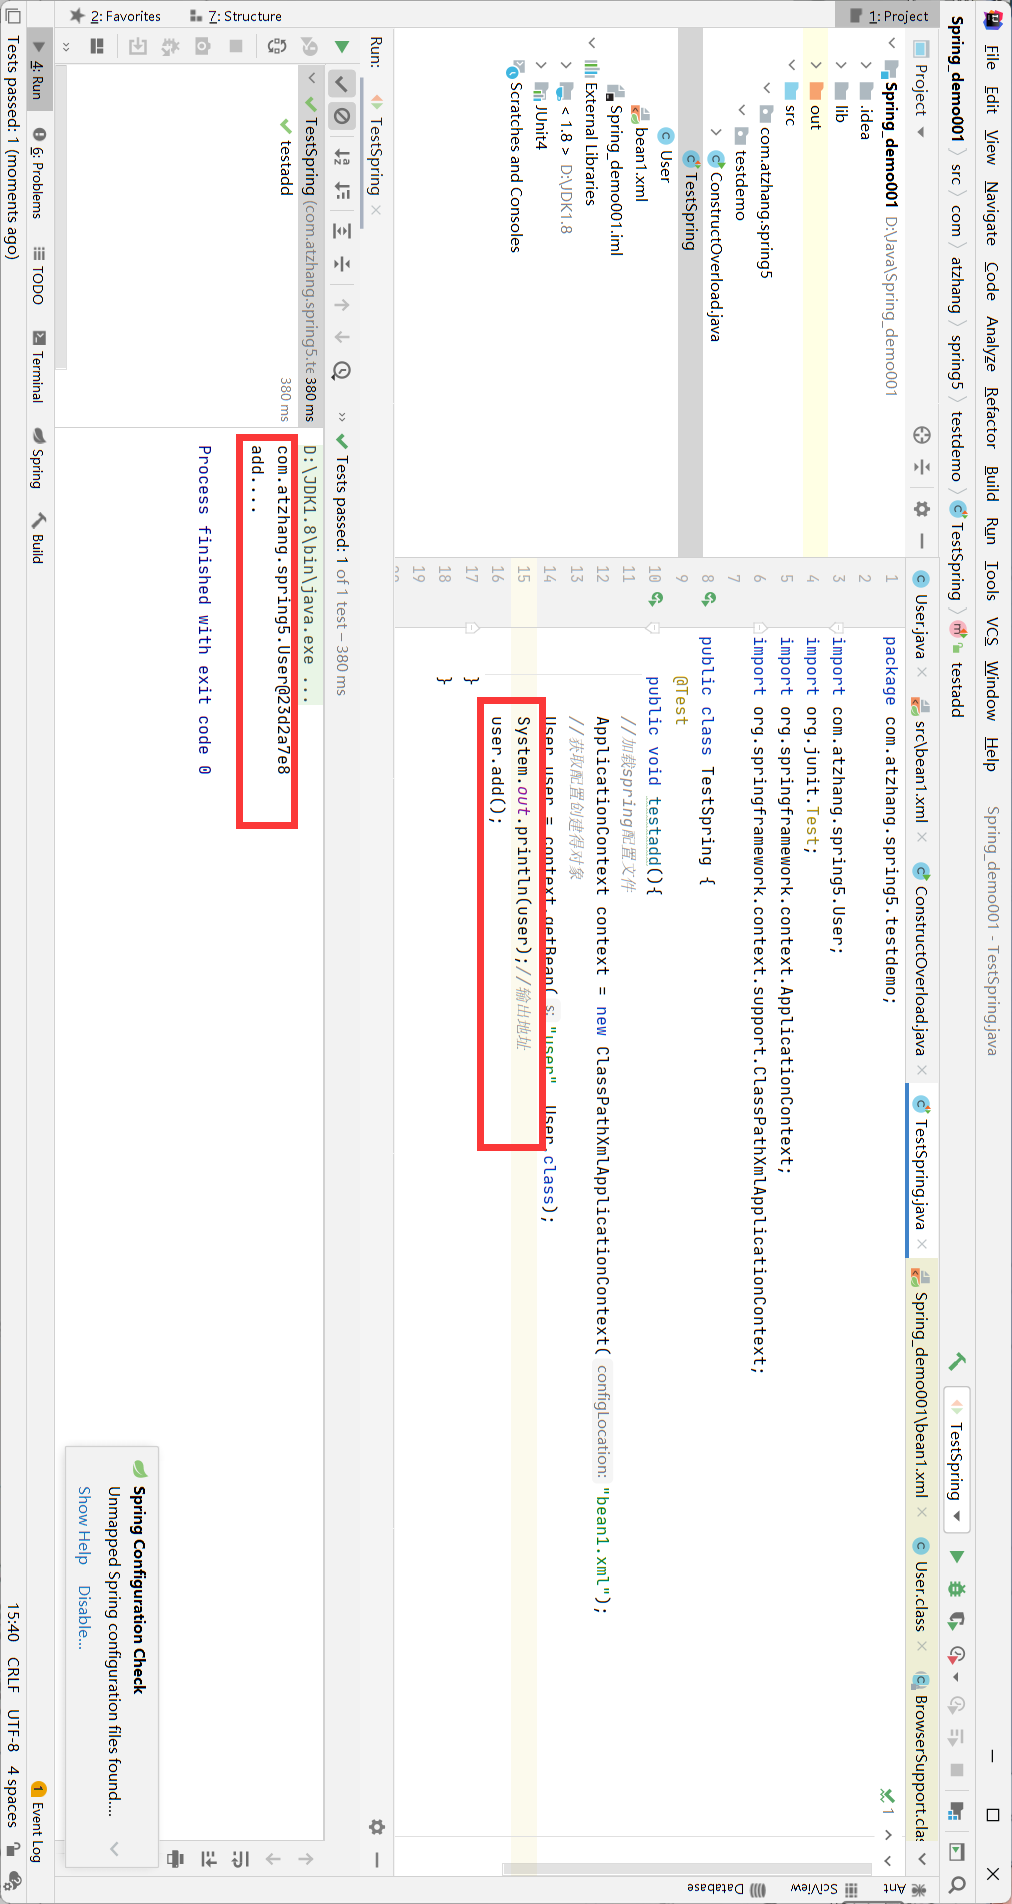 File Edit View Navigate Code Analyze Refactor Build Run Tools VCS Window Help Spring_demo001 - TestSpring.java
Spring_demo001 〉 src 〉 com 〉 atzhang 〉 spring5 〉 testdemo 〉 TestSpring 〉 testadd
TestSpring
1: Project
Project
User.java
src\bean1.xml
ConstructOverload.java
TestSpring.java
Spring_demo001\bean1.xml
User.class
BrowserSupport.clas
Spring_demo001 D:\Java\Spring_demo001
.idea
lib
out
src
com.atzhang.spring5
testdemo
ConstructOverload.java
TestSpring
User
bean1.xml
Spring_demo001.iml
External Libraries
< 1.8 > D:\JDK1.8
JUnit4
Scratches and Consoles
1 package com.atzhang.spring5.testdemo;
2
3 import com.atzhang.spring5.User;
4 import org.junit.Test;
5 import org.springframework.context.ApplicationContext;
6 import org.springframework.context.support.ClassPathXmlApplicationContext;
7
8 public class TestSpring {
9 @Test
10 public void testadd(){
11 //加载spring配置文件
12 ApplicationContext context = new ClassPathXmlApplicationContext( configLocation: "bean1.xml");
13 //获取配置创建得对象
14 User user = context.getBean( s: "user" User.class);
15 System.out.println(user);//输出地址
16 user.add();
17 }
18 }
19
1
Ant
SciView
Database
Run: TestSpring
Tests passed: 1 of 1 test – 380 ms
TestSpring (com.atzhang.spring5.te 380 ms
testadd 380 ms
D:\JDK1.8\bin\java.exe ...
com.atzhang.spring5.User@23d2a7e8
add....
Process finished with exit code 0
2: Favorites
7: Structure
Spring Configuration Check
Unmapped Spring configuration files found....
Show Help Disable...
4: Run 6: Problems TODO Terminal Spring Build 1 Event Log
Tests passed: 1 (moments ago) 15:40 CRLF UTF-8 4 spaces